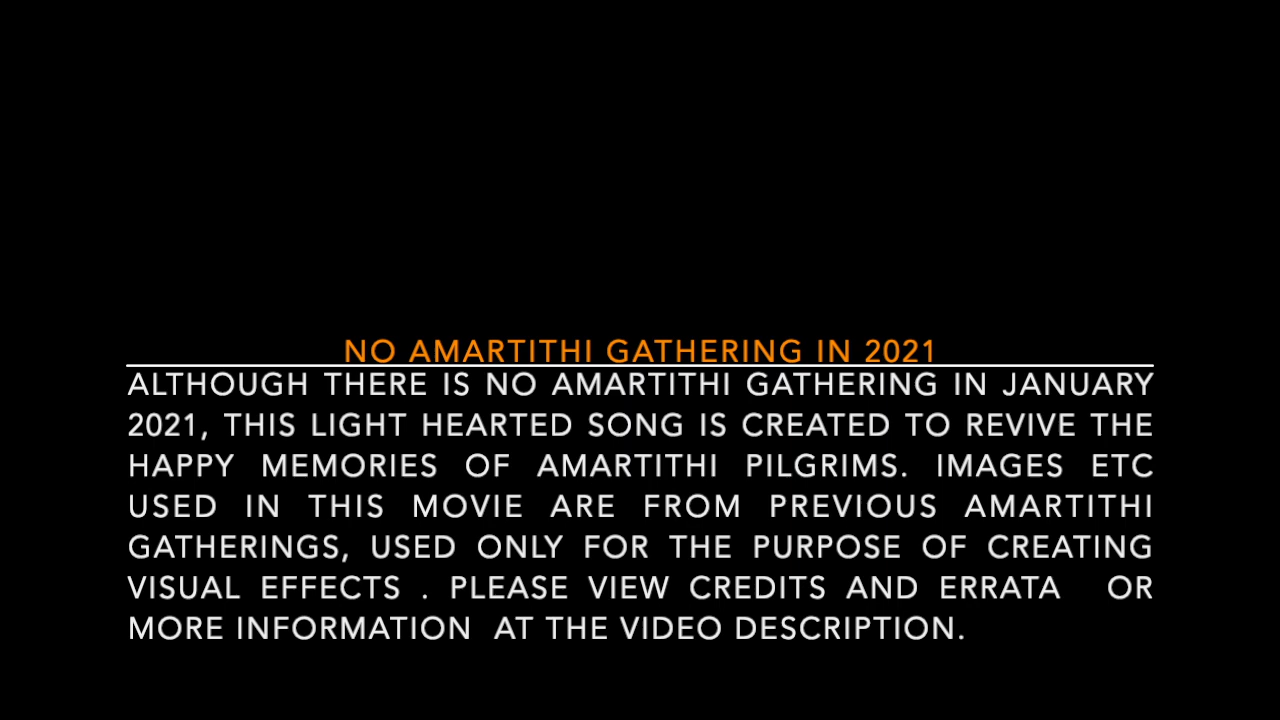 NO AMARTITHI GATHERING IN 2021
ALTHOUGH THERE IS NO AMARTITHI GATHERING IN JANUARY
2021, THIS LIGHT HEARTED SONG IS CREATED TO REVIVE THE
HAPPY MEMORIES OF AMARTITHI PILGRIMS. IMAGES ETC
USED IN THIS MOVIE ARE FROM PREVIOUS AMARTITHI
GATHERINGS, USED ONLY FOR THE PURPOSE OF CREATING
VISUAL EFFECTS . PLEASE VIEW CREDITS AND ERRATA OR
MORE INFORMATION AT THE VIDEO DESCRIPTION.